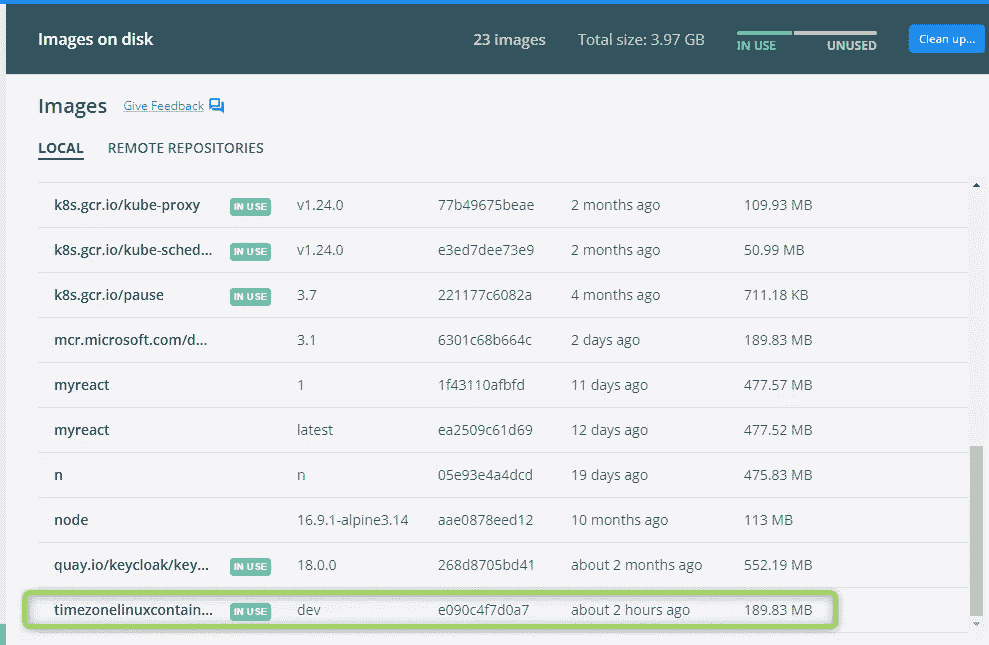 Images on disk 23 images Total size: 3.97 GB IN USE UNUSED Clean up...
Images Give Feedback
LOCAL REMOTE REPOSITORIES
k8s.gcr.io/kube-proxy IN USE v1.24.0 77b49675beae 2 months ago 109.93 MB
k8s.gcr.io/kube-sched... IN USE v1.24.0 e3ed7dee73e9 2 months ago 50.99 MB
k8s.gcr.io/pause IN USE 3.7 221177c6082a 4 months ago 711.18 KB
mcr.microsoft.com/d... 3.1 6301c68b664c 2 days ago 189.83 MB
myreact 1 1f43110afbfd 11 days ago 477.57 MB
myreact latest ea2509c61d69 12 days ago 477.52 MB
n n 05e93e4a4dcd 19 days ago 475.83 MB
node 16.9.1-alpine3.14 aae0878eed12 10 months ago 113 MB
quay.io/keycloak/key... IN USE 18.0.0 268d8705bd41 about 2 months ago 552.19 MB
timezonelinuxcontain... IN USE dev e090c4f7d0a7 about 2 hours ago 189.83 MB